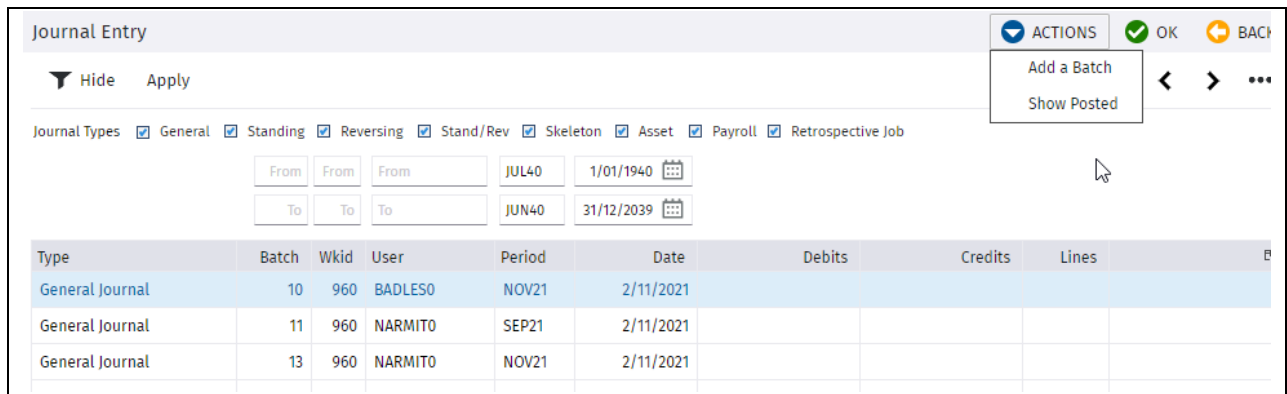 Journal Entry ACTIONS OK BACK
Hide Apply Add a Batch
Show Posted
Journal Types General Standing Reversing Stand/Rev Skeleton Asset Payroll Retrospective Job
From From From JUL40 1/01/1940
To To To JUN40 31/12/2039
Type Batch Wkid User Period Date Debits Credits Lines
General Journal 10 960 BADLES0 NOV21 2/11/2021
General Journal 11 960 NARMIT0 SEP21 2/11/2021
General Journal 13 960 NARMIT0 NOV21 2/11/2021